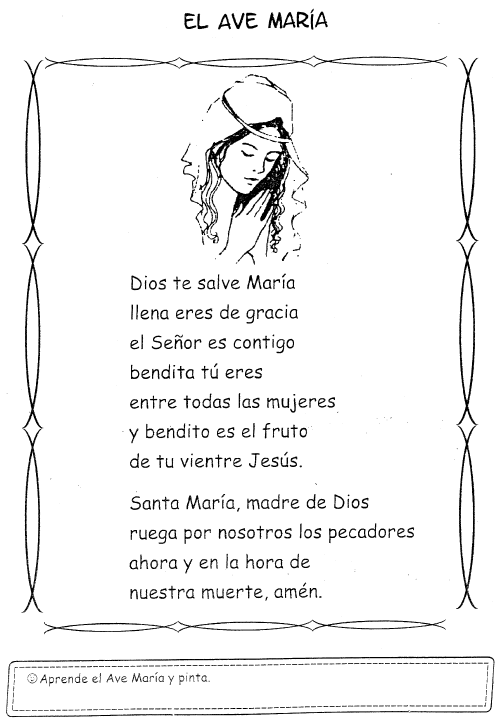 EL AVE MARÍA
Dios te salve María
llena eres de gracia
el Señor es contigo
bendita tú eres
entre todas las mujeres
y bendito es el fruto
de tu vientre Jesús.
Santa María, madre de Dios
ruega por nosotros los pecadores
ahora y en la hora de
nuestra muerte, amén.
☺Aprende el Ave María y pinta.